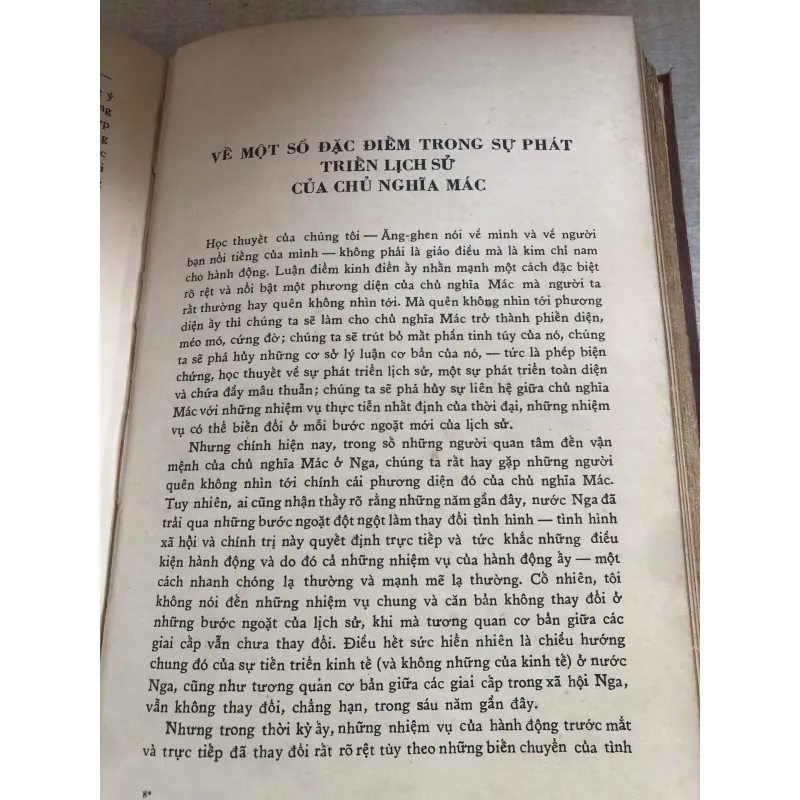 VỀ MỘT SỐ ĐẶC ĐIỂM TRONG SỰ PHÁT
TRIỂN LỊCH SỬ
CỦA CHỦ NGHĨA MÁC
Học thuyết của chúng tôi — Ăng-ghen nói về mình và về người
bạn nổi tiếng của mình — không phải là giáo điều mà là kim chỉ nam
cho hành động. Luận điểm kinh điển ấy nhấn mạnh một cách đặc biệt
rõ rệt và nổi bật một phương diện của chủ nghĩa Mác mà người ta
rất thường hay quên không nhìn tới. Mà quên không nhìn tới phương
diện ấy thì chúng ta sẽ làm cho chủ nghĩa Mác trở thành phiến diện,
méo mó, cứng đờ; chúng ta sẽ trút bỏ mất phần tinh túy của nó, chúng
ta sẽ phá hủy những cơ sở lý luận cơ bản của nó, — tức là phép biện
chứng, học thuyết về sự phát triển lịch sử, một sự phát triển toàn diện
và chứa đầy mâu thuẫn; chúng ta sẽ phá hủy sự liên hệ giữa chủ nghĩa
Mác với những nhiệm vụ thực tiễn nhất định của thời đại, những nhiệm
vụ có thể biến đổi ở mỗi bước ngoặt mới của lịch sử.
Nhưng chính hiện nay, trong số những người quan tâm đến vận
mệnh của chủ nghĩa Mác ở Nga, chúng ta rất hay gặp những người
quên không nhìn tới chính cái phương diện đó của chủ nghĩa Mác.
Tuy nhiên, ai cũng nhận thấy rõ rằng những năm gần đây, nước Nga đã
trải qua những bước ngoặt đột ngột làm thay đổi tình hình — tình hình
xã hội và chính trị này quyết định trực tiếp và tức khắc những điều
kiện hành động và do đó cả những nhiệm vụ của hành động ấy — một
cách nhanh chóng lạ thường và mạnh mẽ lạ thường. Cố nhiên, tôi
không nói đến những nhiệm vụ chung và căn bản không thay đổi ở
những bước ngoặt của lịch sử, khi mà tương quan cơ bản giữa các
giai cấp vẫn chưa thay đổi. Điều hết sức hiển nhiên là chiều hướng
chung đó của sự tiến triển kinh tế (và không những của kinh tế) ở nước
Nga, cũng như tương quan cơ bản giữa các giai cấp trong xã hội Nga,
vẫn không thay đổi, chẳng hạn, trong sáu năm gần đây.
Nhưng trong thời kỳ ấy, những nhiệm vụ của hành động trước mắt
và trực tiếp đã thay đổi rất rõ rệt tùy theo những biến chuyển của tình
8*